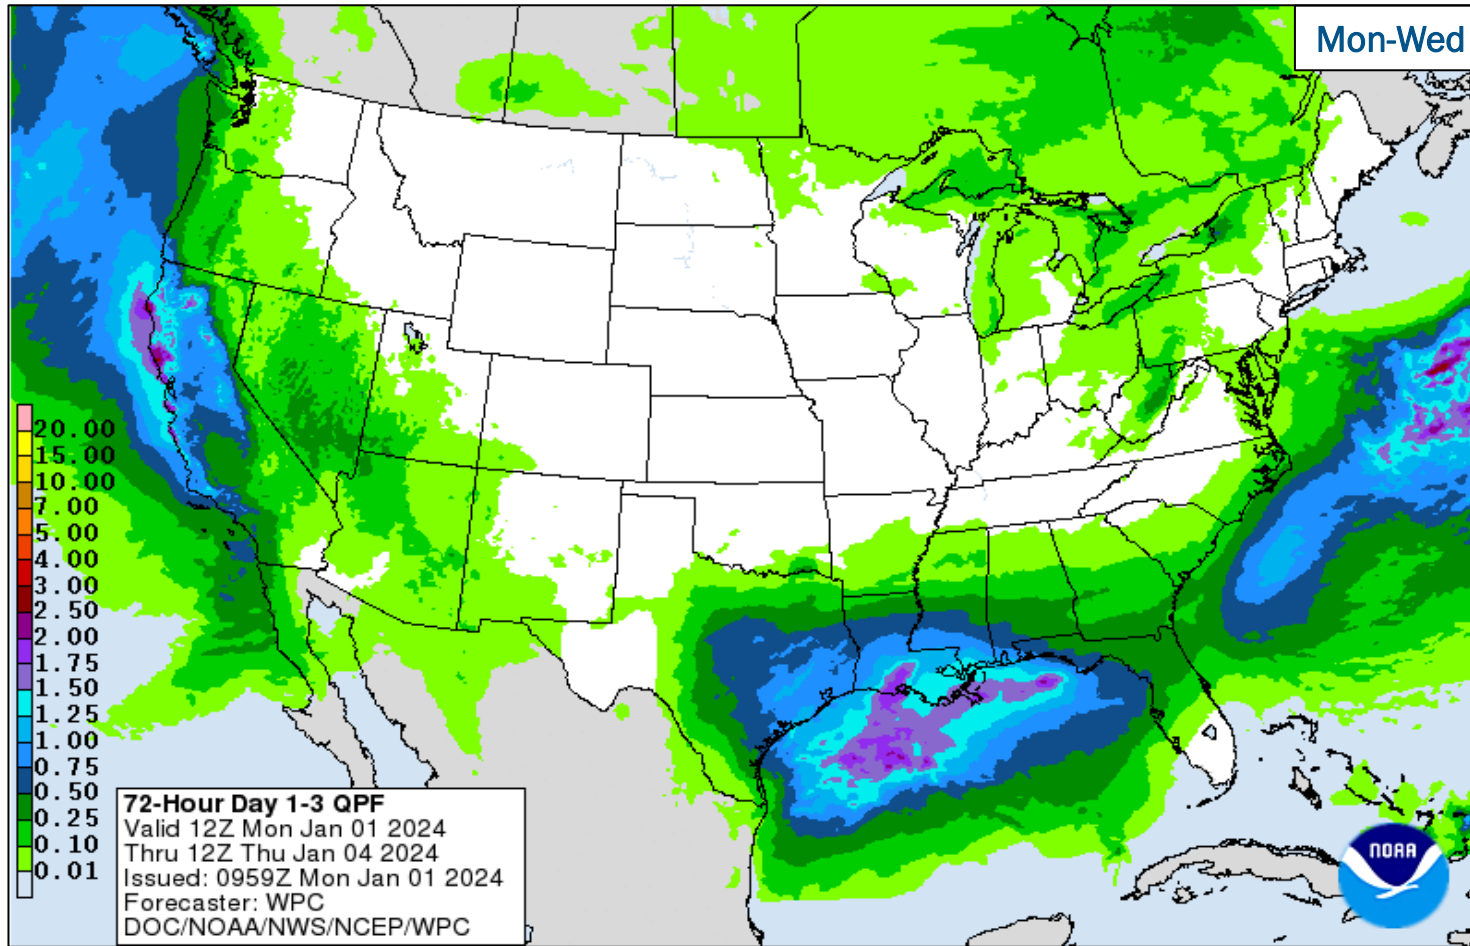 Mon-Wed
20.00
15.00
10.00
7.00
5.00
4.00
3.00
2.50
2.00
1.75
1.50
1.25
1.00
0.75
0.50
0.25
0.10
0.01
72-Hour Day 1-3 QPF
Valid 12Z Mon Jan 01 2024
Thru 12Z Thu Jan 04 2024
Issued: 0959Z Mon Jan 01 2024
Forecaster: WPC
DOC/NOAA/NWS/NCEP/WPC
NOAA